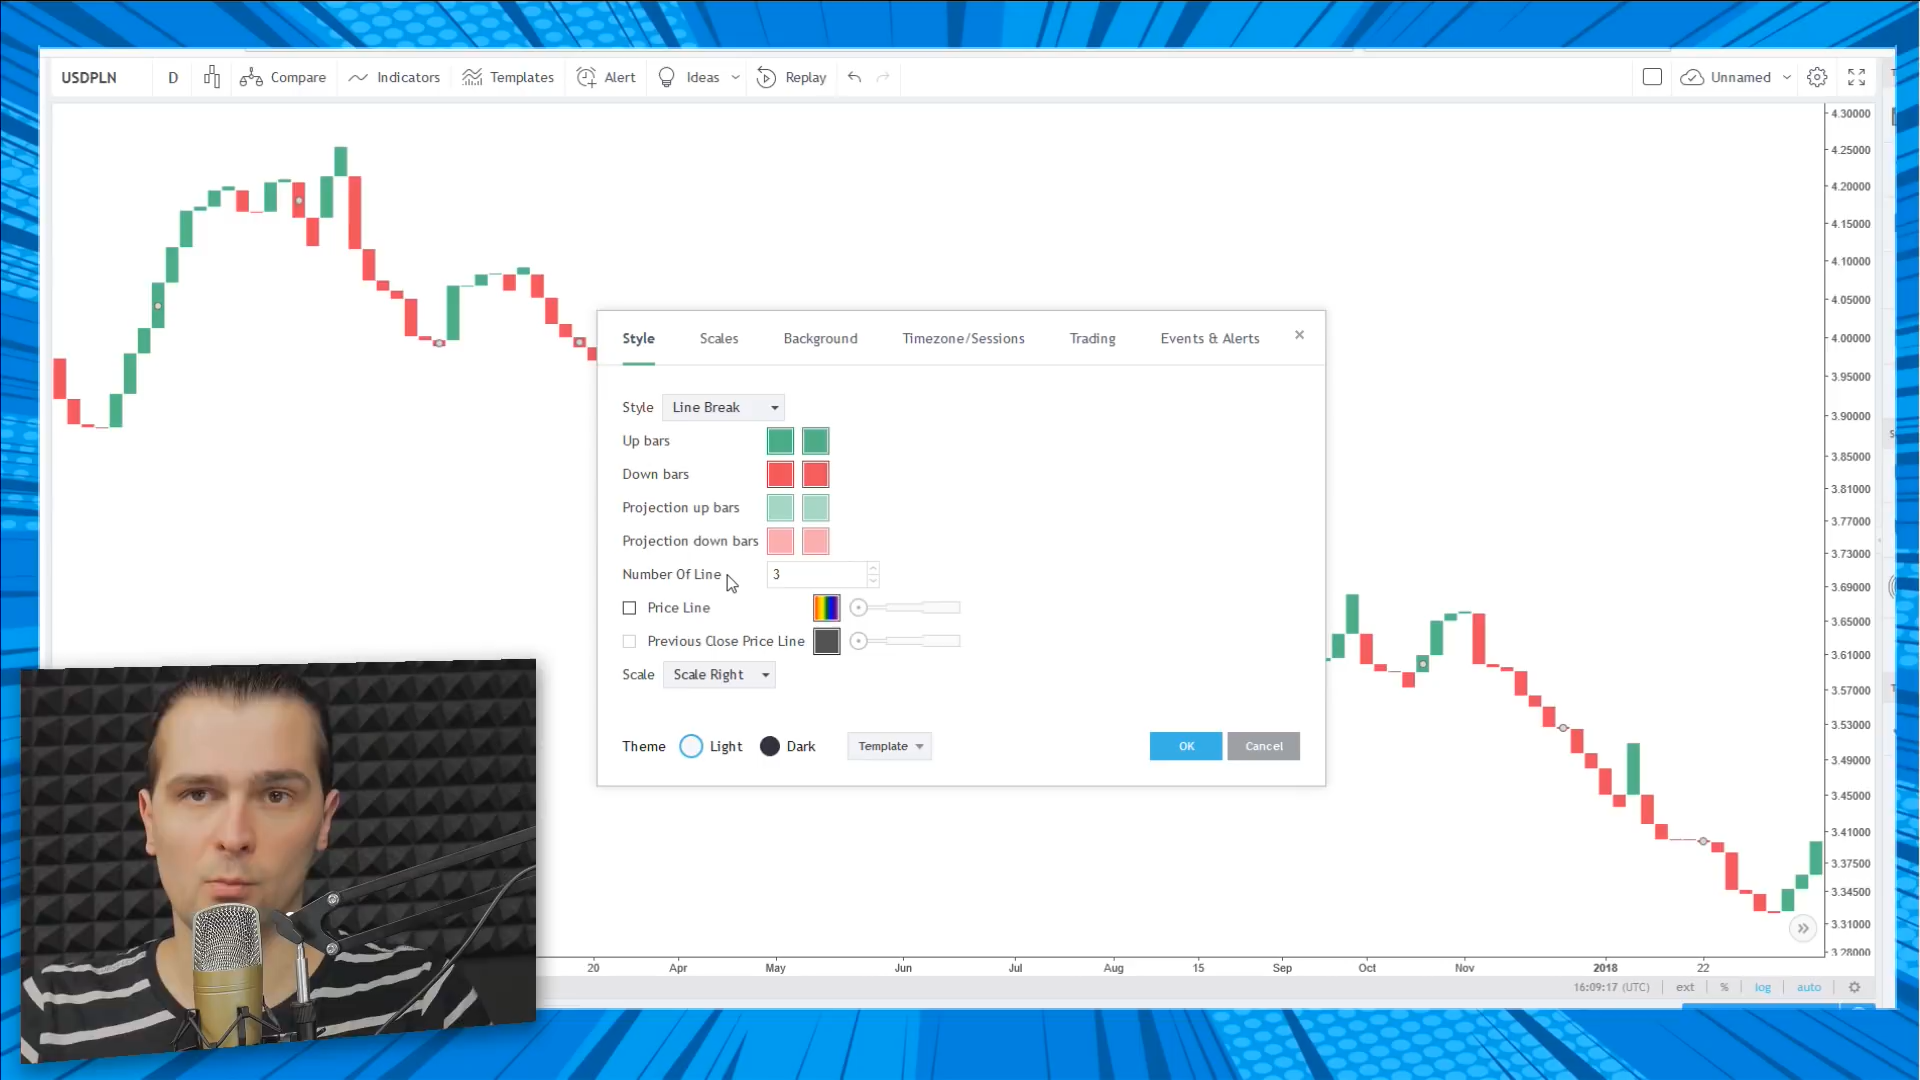 USDPLN D Compare Indicators Templates Alert Ideas Replay Unnamed
4.30000
4.25000
4.20000
4.15000
4.10000
4.05000
4.00000
3.95000
3.90000
3.85000
3.81000
3.77000
3.73000
3.69000
3.65000
3.61000
3.57000
3.53000
3.49000
3.45000
3.41000
3.37500
3.34500
3.31000
3.28000
Style Scales Background Timezone/Sessions Trading Events & Alerts
Style Line Break
Up bars
Down bars
Projection up bars
Projection down bars
Number Of Line 3
Price Line
Previous Close Price Line
Scale Scale Right
Theme Light Dark Template OK Cancel
20 Apr May Jun Jul Aug 15 Sep Oct Nov 2018 22
16:09:17 (UTC) ext % log auto